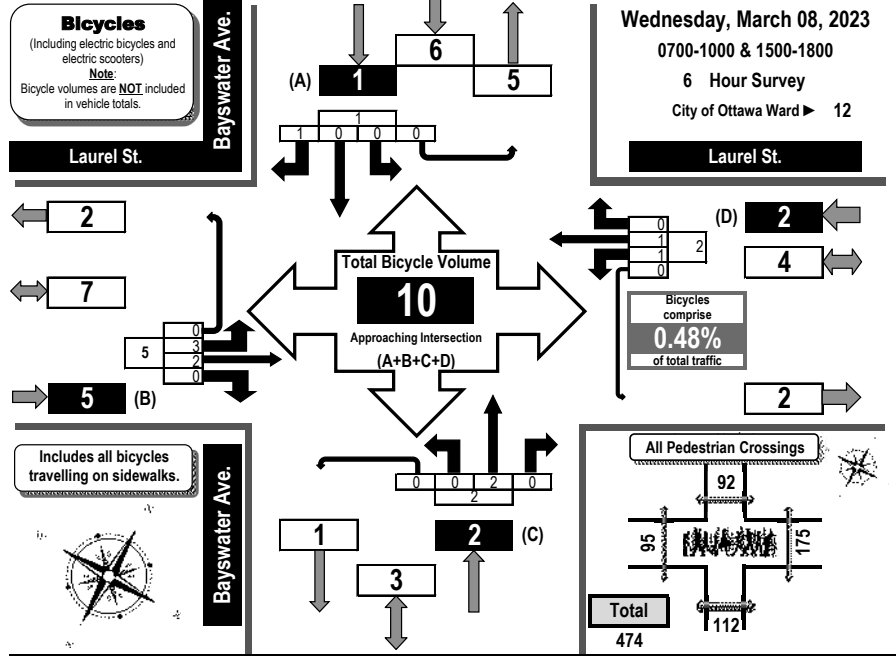 Bicycles
(Including electric bicycles and
electric scooters)
Note:
Bicycle volumes are NOT included
in vehicle totals.
Bayswater Ave.
Laurel St.
6
(A) 1
5
1
1 0 0 0
Wednesday, March 08, 2023
0700-1000 & 1500-1800
6 Hour Survey
City of Ottawa Ward ► 12
Laurel St.
2
7
0
3
2
0
5
5 (B)
Total Bicycle Volume
10
Approaching Intersection
(A+B+C+D)
0
1
1
0
2
(D) 2
4
Bicycles
comprise
0.48%
of total traffic
2
Includes all bicycles
travelling on sidewalks.
Bayswater Ave.
0 0 2 0
2
1
2 (C)
3
All Pedestrian Crossings
92
95
175
112
Total
474